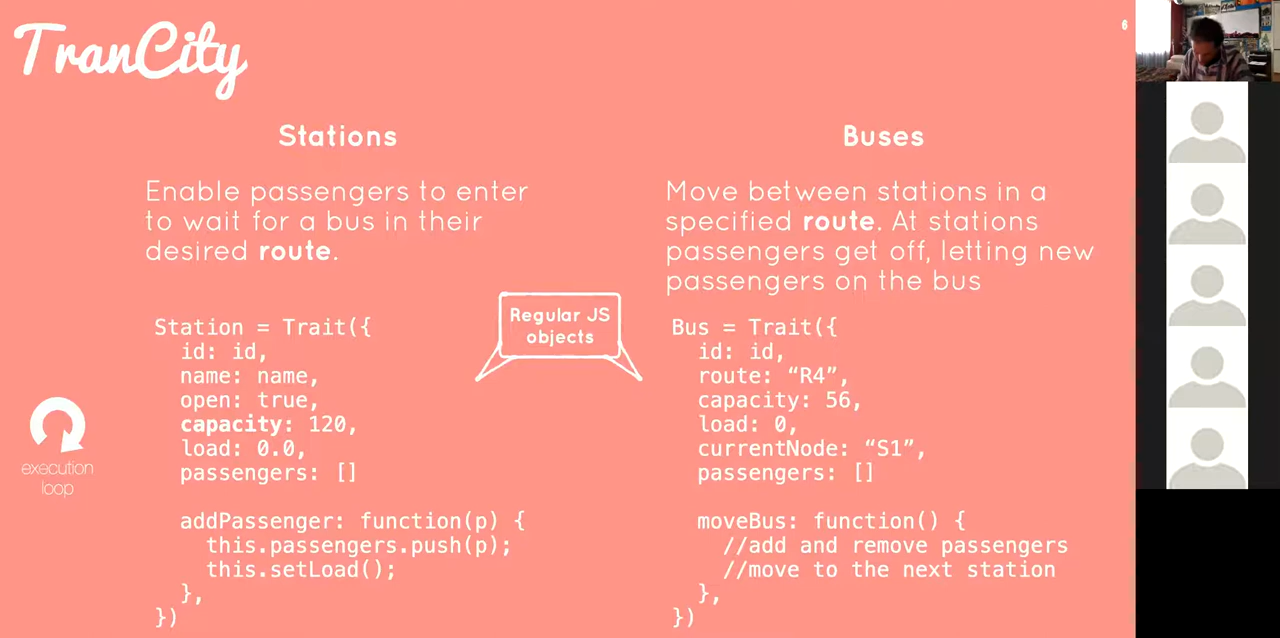 TranCity
6
Stations
Enable passengers to enter
to wait for a bus in their
desired route.
Station = Trait({
id: id,
name: name,
open: true,
capacity: 120,
load: 0.0,
passengers: []
addPassenger: function(p) {
this.passengers.push(p);
this.setLoad();
},
})
execution
loop
Regular JS
objects
Buses
Move between stations in a
specified route. At stations
passengers get off, letting new
passengers on the bus
Bus = Trait({
id: id,
route: “R4”,
capacity: 56,
load: 0,
currentNode: “S1”,
passengers: []
moveBus: function() {
//add and remove passengers
//move to the next station
},
})